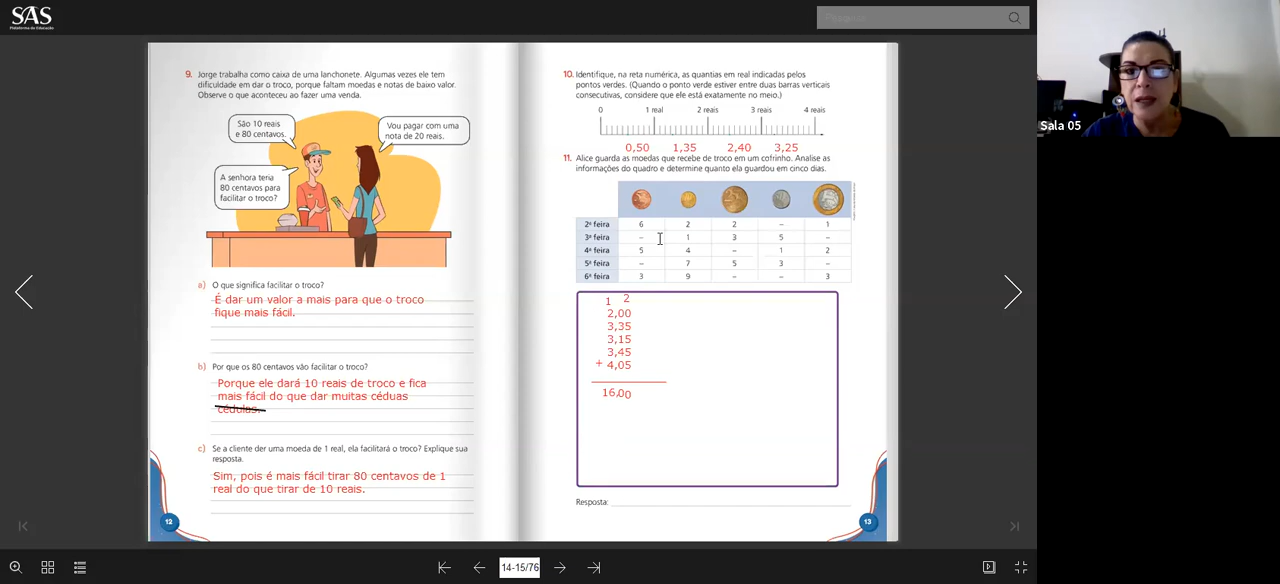 SAS
Plataforma de Educação
9. Jorge trabalha como caixa de uma lanchonete. Algumas vezes ele tem
dificuldade em dar o troco, porque faltam moedas e notas de baixo valor.
Observe o que aconteceu ao fazer uma venda.
São 10 reais
e 80 centavos.
Vou pagar com uma
nota de 20 reais.
A senhora teria
80 centavos para
facilitar o troco?
a) O que significa facilitar o troco?
É dar um valor a mais para que o troco
fique mais fácil.
b) Por que os 80 centavos vão facilitar o troco?
Porque ele dará 10 reais de troco e fica
mais fácil do que dar muitas céduas
cédulas.
c) Se a cliente der uma moeda de 1 real, ela facilitará o troco? Explique sua
resposta.
Sim, pois é mais fácil tirar 80 centavos de 1
real do que tirar de 10 reais.
12
10. Identifique, na reta numérica, as quantias em real indicadas pelos
pontos verdes. (Quando o ponto verde estiver entre duas barras verticais
consecutivas, considere que ele está exatamente no meio.)
0 1 real 2 reais 3 reais 4 reais
0,50 1,35 2,40 3,25
11. Alice guarda as moedas que recebe de troco em um cofrinho. Analise as
informações do quadro e determine quanto ela guardou em cinco dias.
2ª feira 6 2 2 – 1
3ª feira – 1 3 5 –
4ª feira 5 4 – 1 2
5ª feira – 7 5 3 –
6ª feira 3 9 – – 3
1 2
2,00
3,35
3,15
3,45
+ 4,05
16,00
Resposta:
13
Sala 05
14-15/76